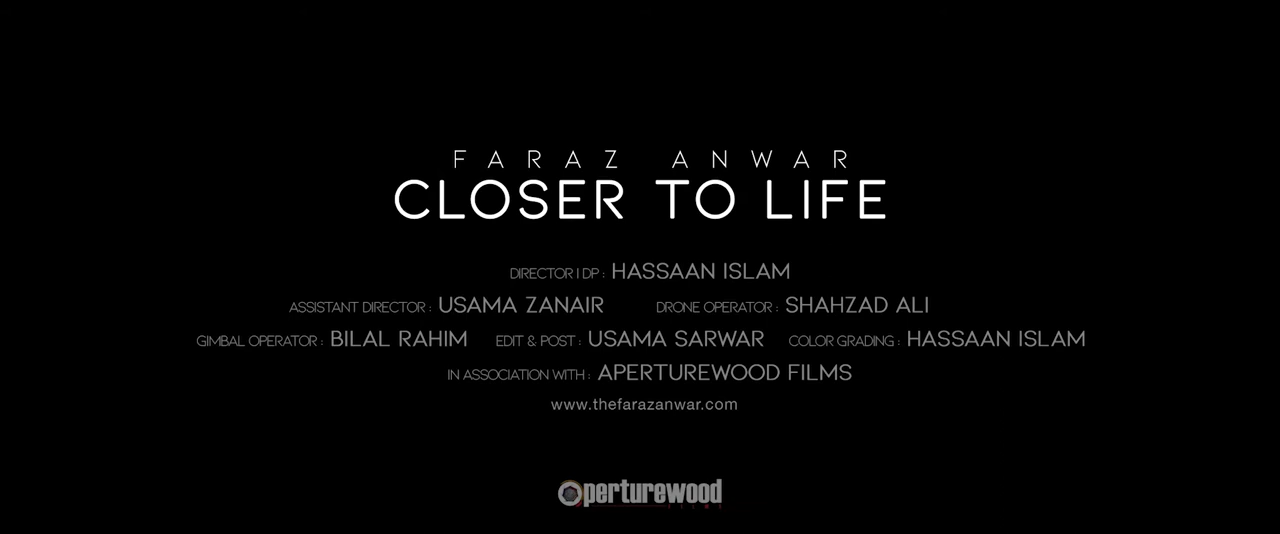 FARAZ ANWAR
CLOSER TO LIFE
DIRECTOR | DP : HASSAAN ISLAM
ASSISTANT DIRECTOR : USAMA ZANAIR DRONE OPERATOR : SHAHZAD ALI
GIMBAL OPERATOR : BILAL RAHIM EDIT & POST : USAMA SARWAR COLOR GRADING : HASSAAN ISLAM
IN ASSOCIATION WITH : APERTUREWOOD FILMS
www.thefarazanwar.com
perturewood
FILMS